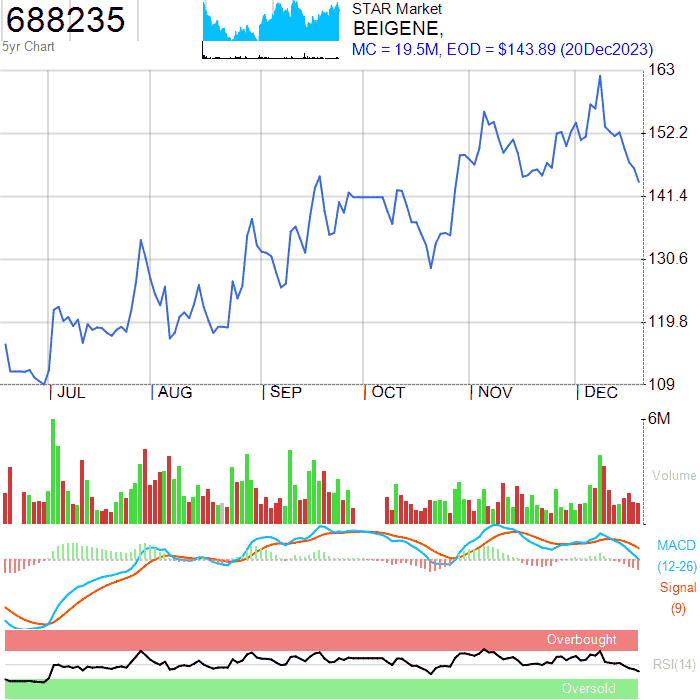 688235
5yr Chart
STAR Market
BEIGENE,
MC = 19.5M, EOD = $143.89 (20Dec2023)
163
152.2
141.4
130.6
119.8
109
JUL AUG SEP OCT NOV DEC
6M
Volume
MACD
(12-26)
Signal
(9)
Overbought
RSI(14)
Oversold